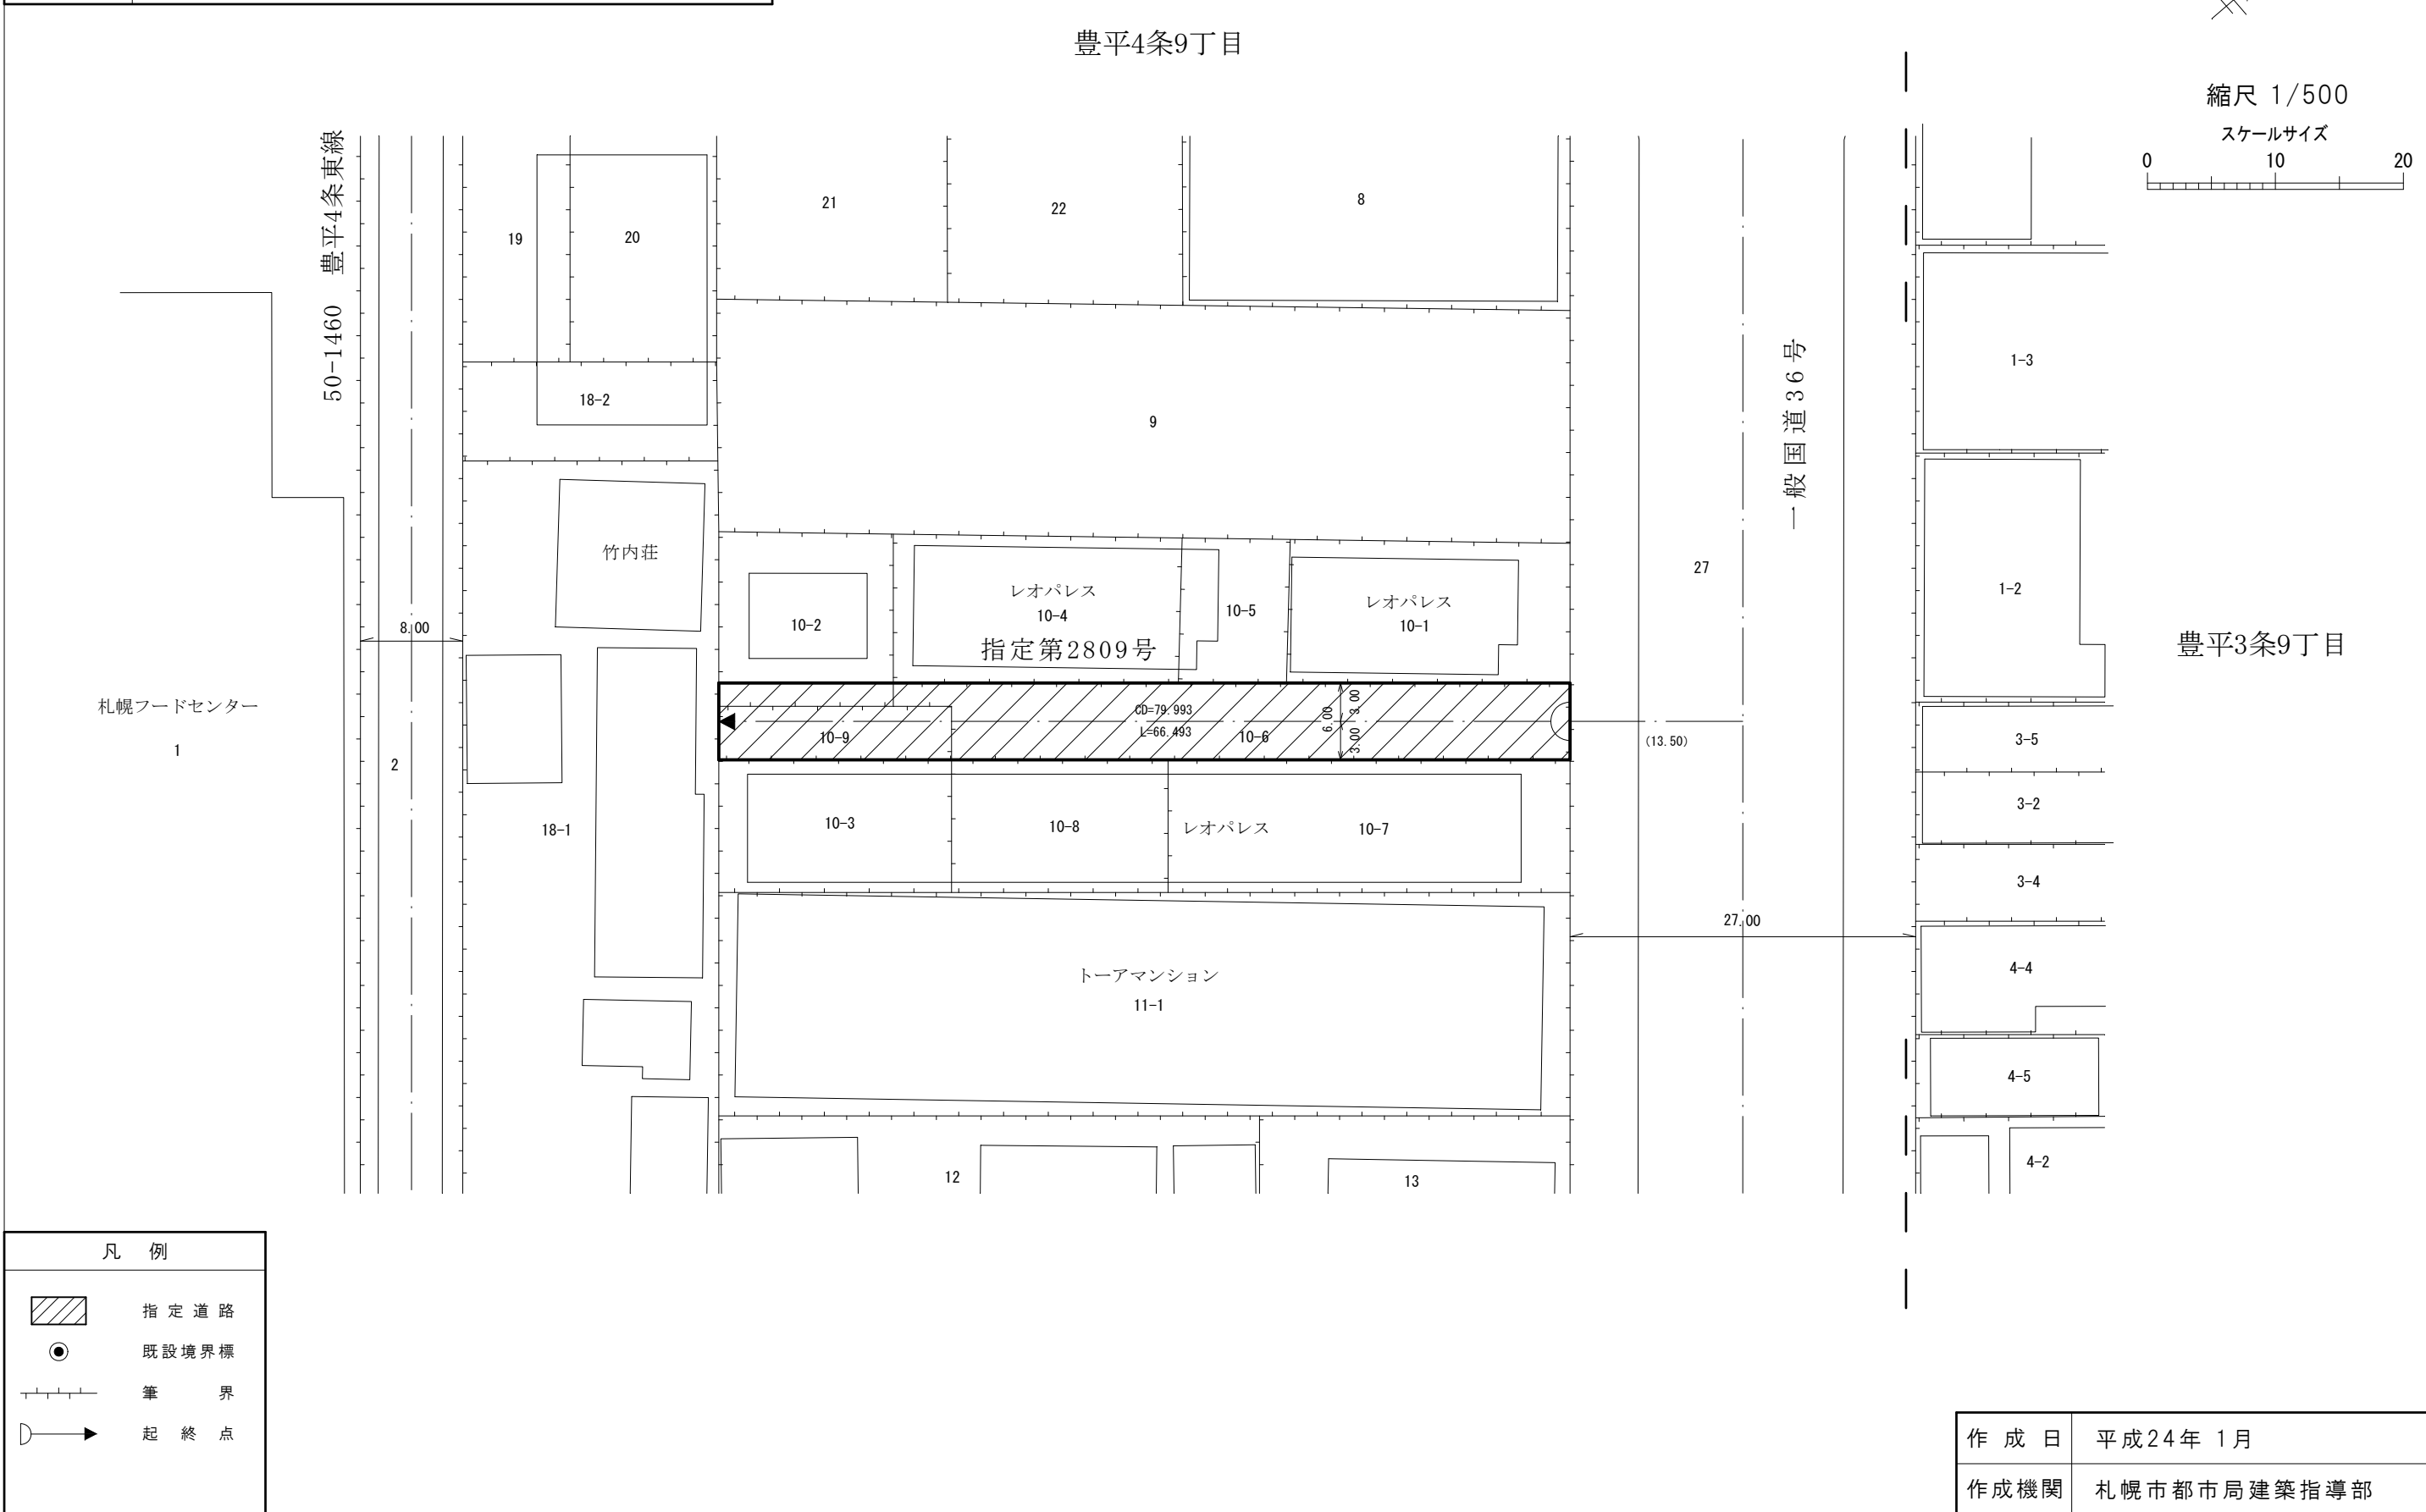 豊平4条9丁目
縮尺 1/500
スケールサイズ
0 10 20
50-1460 豊平4条東線
19
20
21
22
8
18-2
9
一般国道36号
1-3
竹内荘
27
8.00
10-2
レオパレス
10-4
10-5
レオパレス
10-1
1-2
指定第2809号
豊平3条9丁目
札幌フードセンター
1
2
CD=79.993
L=66.493
10-9
10-6
6.00
3.00 3.00
(13.50)
3-5
3-2
18-1
10-3
10-8
レオパレス
10-7
3-4
27.00
トーアマンション
11-1
4-4
4-5
12
13
4-2
凡 例
指定道路
既設境界標
筆 界
起終点
作成日 平成24年 1月
作成機関 札幌市都市局建築指導部